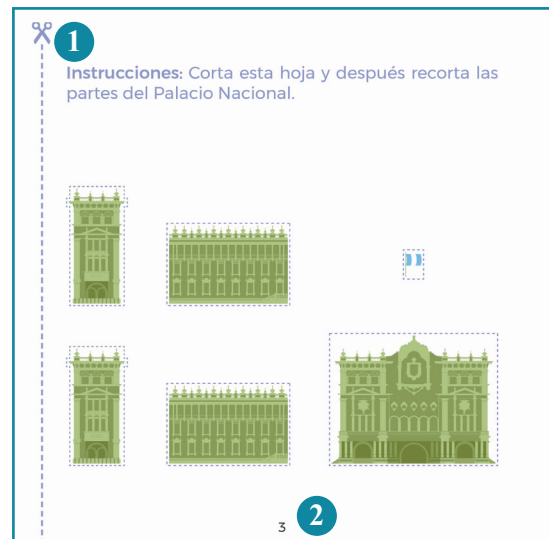 1
Instrucciones: Corta esta hoja y después recorta las
partes del Palacio Nacional.
3
2